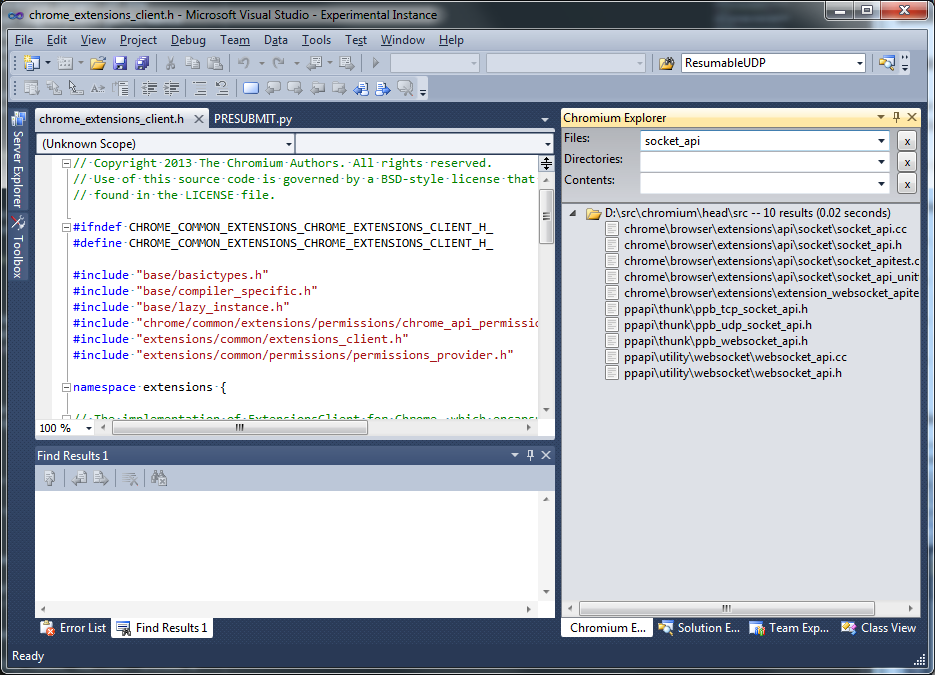 chrome_extensions_client.h - Microsoft Visual Studio - Experimental Instance
File Edit View Project Debug Team Data Tools Test Window Help
ResumableUDP
Server Explorer
Toolbox
chrome_extensions_client.h PRESUBMIT.py
(Unknown Scope)
// Copyright 2013 The Chromium Authors. All rights reserved.
// Use of this source code is governed by a BSD-style license that
// found in the LICENSE file.
#ifndef CHROME_COMMON_EXTENSIONS_CHROME_EXTENSIONS_CLIENT_H_
#define CHROME_COMMON_EXTENSIONS_CHROME_EXTENSIONS_CLIENT_H_
#include "base/basictypes.h"
#include "base/compiler_specific.h"
#include "base/lazy_instance.h"
#include "chrome/common/extensions/permissions/chrome_api_permissio
#include "extensions/common/extensions_client.h"
#include "extensions/common/permissions/permissions_provider.h"
namespace extensions {
// The implementation of ExtensionsClient for Chrome, which encaps
100 %
Find Results 1
Error List Find Results 1
Chromium Explorer
Files: socket_api x
Directories: x
Contents: x
D:\src\chromium\head\src -- 10 results (0.02 seconds)
chrome\browser\extensions\api\socket\socket_api.cc
chrome\browser\extensions\api\socket\socket_api.h
chrome\browser\extensions\api\socket\socket_apitest.c
chrome\browser\extensions\api\socket\socket_api_unit
chrome\browser\extensions\extension_websocket_apite
ppapi\thunk\ppb_tcp_socket_api.h
ppapi\thunk\ppb_udp_socket_api.h
ppapi\thunk\ppb_websocket_api.h
ppapi\utility\websocket\websocket_api.cc
ppapi\utility\websocket\websocket_api.h
Chromium E... Solution E... Team Exp... Class View
Ready